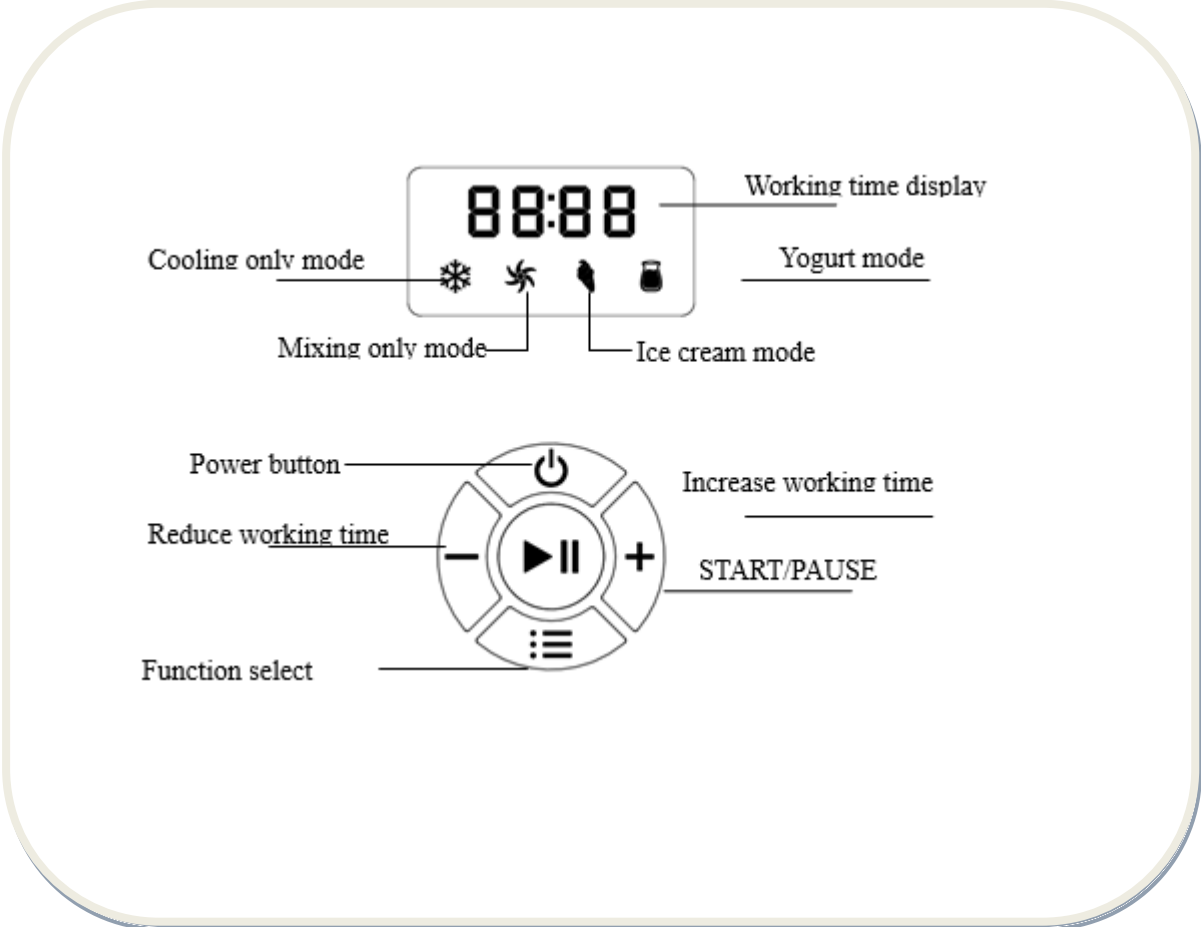 88:88
Working time display
Cooling only mode
Yogurt mode
Mixing only mode
Ice cream mode
Power button
Increase working time
Reduce working time
START/PAUSE
Function select